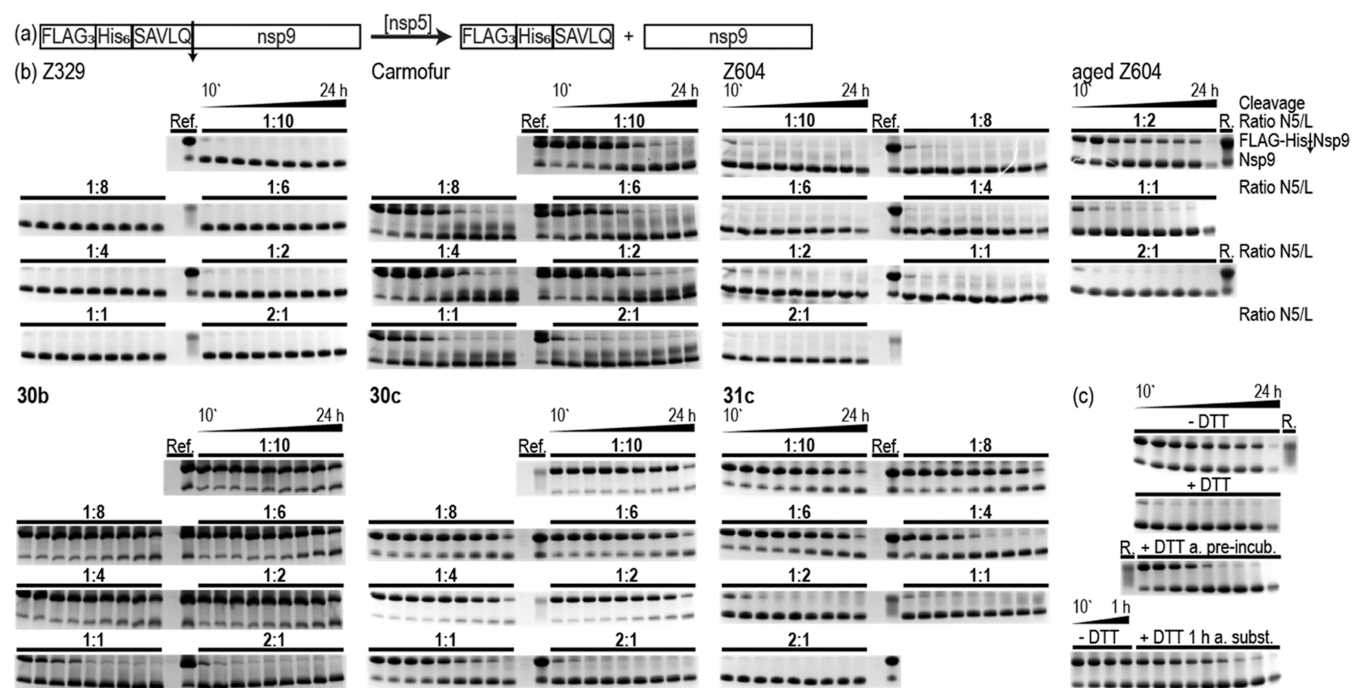 (a) FLAG₃ His₆ SAVLQ nsp9 [nsp5] FLAG₃ His₆ SAVLQ + nsp9
(b) Z329 Carmofur Z604 aged Z604
10` 24 h 10` 24 h 10` 24 h 10` 24 h Cleavage
Ref. 1:10 Ref. 1:10 1:10 Ref. 1:8 1:2 R. Ratio N5/L
FLAG-His-Nsp9
Nsp9
1:8 1:6 1:8 1:6 1:6 1:4 1:1 Ratio N5/L
1:4 1:2 1:4 1:2 1:2 1:1 2:1 R. Ratio N5/L
1:1 2:1 1:1 2:1 2:1 Ratio N5/L
30b 30c 31c (c)
10` 24 h 10` 24 h 10` 24 h 10` 24 h
Ref. 1:10 Ref. 1:10 1:10 Ref. 1:8 - DTT R.
1:8 1:6 1:8 1:6 1:6 1:4 + DTT
1:4 1:2 1:4 1:2 1:2 1:1 R. + DTT a. pre-incub.
10` 1 h
1:1 2:1 1:1 2:1 2:1 - DTT + DTT 1 h a. subst.